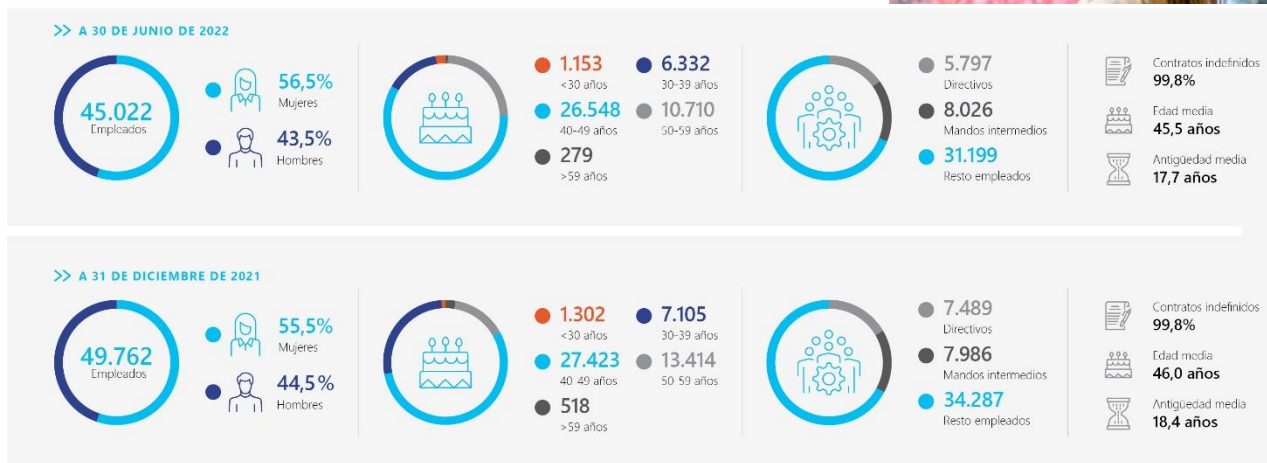 >> A 30 DE JUNIO DE 2022
45.022
Empleados
56,5%
Mujeres
43,5%
Hombres
1.153
<30 años
6.332
30-39 años
26.548
40-49 años
10.710
50-59 años
279
>59 años
5.797
Directivos
8.026
Mandos intermedios
31.199
Resto empleados
Contratos indefinidos
99,8%
Edad media
45,5 años
Antigüedad media
17,7 años
>> A 31 DE DICIEMBRE DE 2021
49.762
Empleados
55,5%
Mujeres
44,5%
Hombres
1.302
<30 años
7.105
30-39 años
27.423
40-49 años
13.414
50-59 años
518
>59 años
7.489
Directivos
7.986
Mandos intermedios
34.287
Resto empleados
Contratos indefinidos
99,8%
Edad media
46,0 años
Antigüedad media
18,4 años